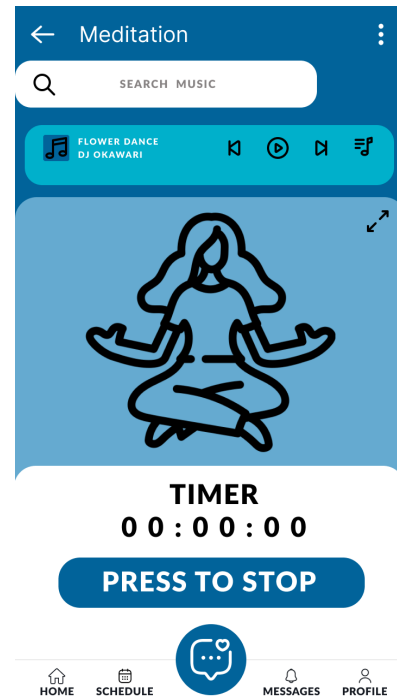 Meditation
SEARCH MUSIC
FLOWER DANCE
DJ OKAWARI
TIMER
00:00:00
PRESS TO STOP
HOME
SCHEDULE
MESSAGES
PROFILE